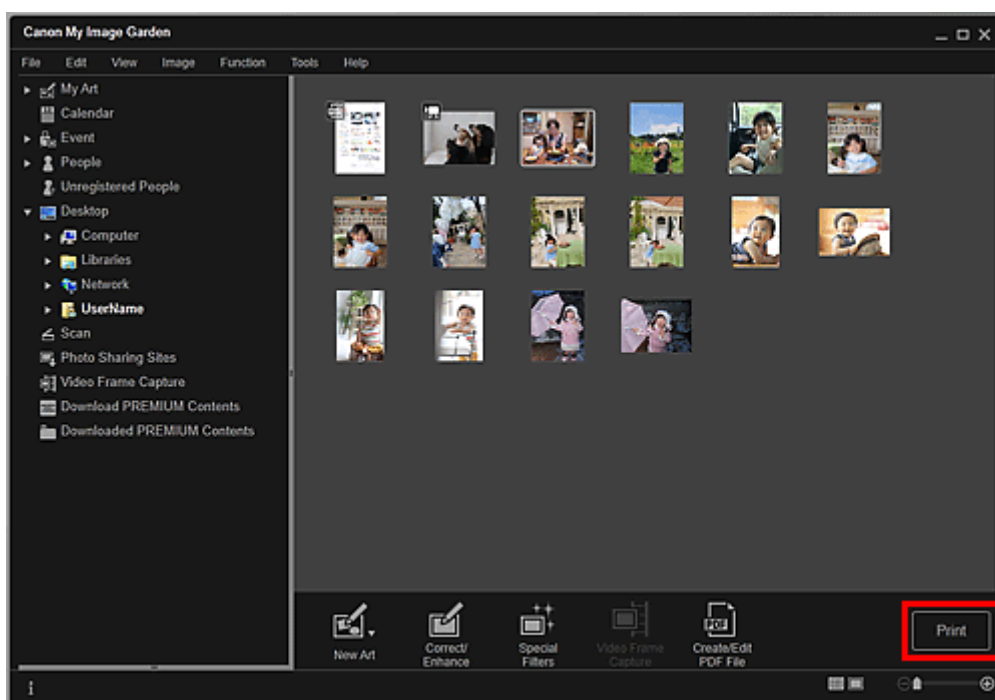 Canon My Image Garden
File Edit View Image Function Tools Help
My Art
Calendar
Event
People
Unregistered People
Desktop
Computer
Libraries
Network
UserName
Scan
Photo Sharing Sites
Video Frame Capture
Download PREMIUM Contents
Downloaded PREMIUM Contents
New Art
Correct/
Enhance
Special
Filters
Video Frame
Capture
PDF
Create/Edit
PDF File
Print